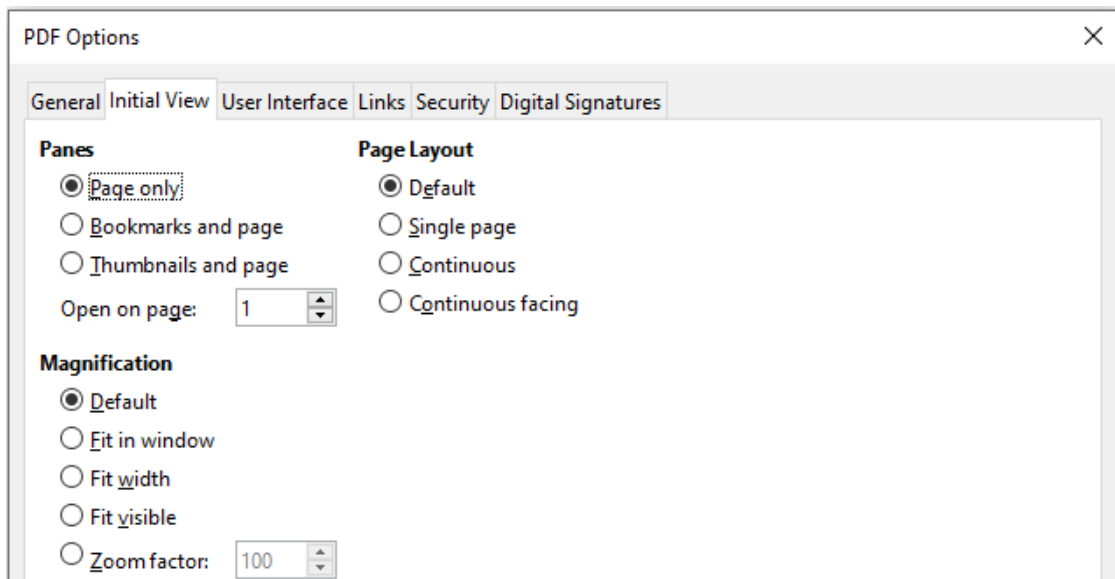 PDF Options
General Initial View User Interface Links Security Digital Signatures
Panes
Page only
Bookmarks and page
Thumbnails and page
Open on page: 1
Page Layout
Default
Single page
Continuous
Continuous facing
Magnification
Default
Fit in window
Fit width
Fit visible
Zoom factor: 100